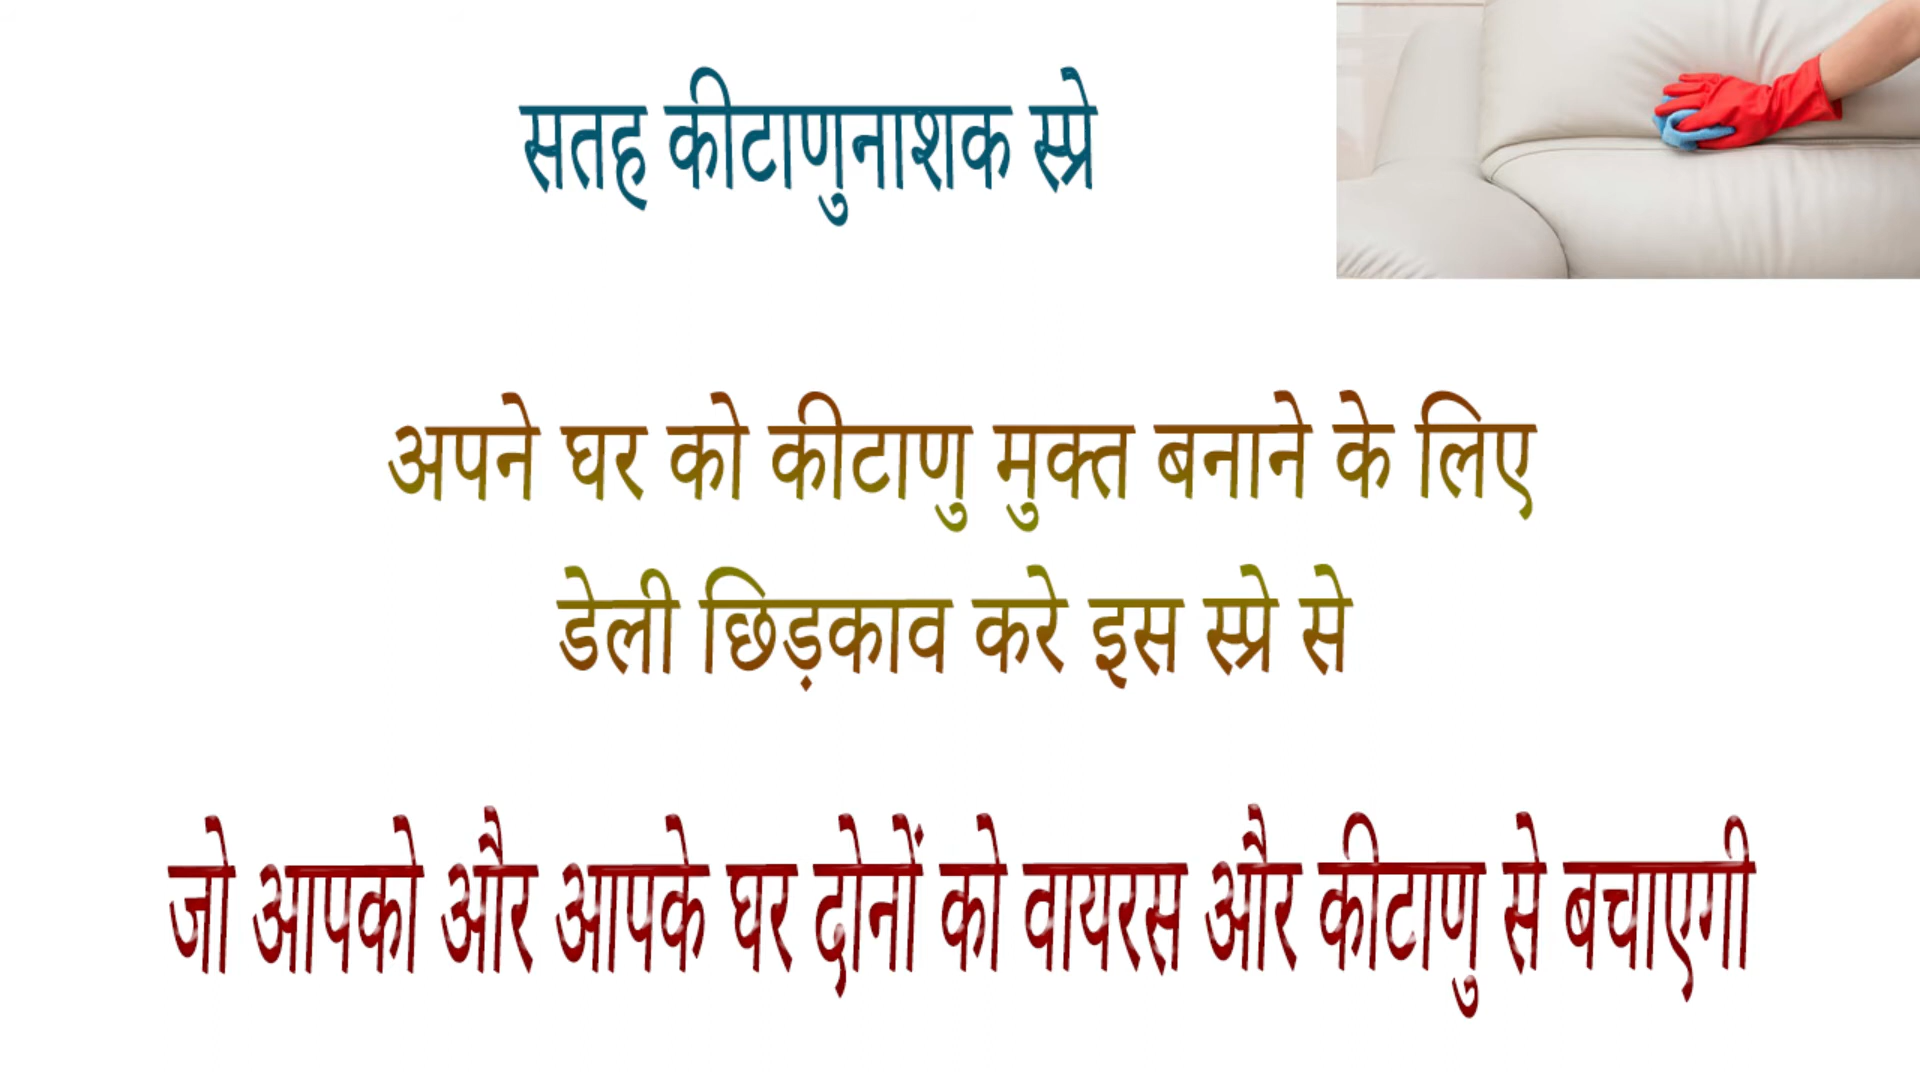 सतह कीटाणुनाशक स्प्रे
अपने घर को कीटाणु मुक्त बनाने के लिए
डेली छिड़काव करे इस स्प्रे से
जो आपको और आपके घर दोनों को वायरस और कीटाणु से बचाएगी